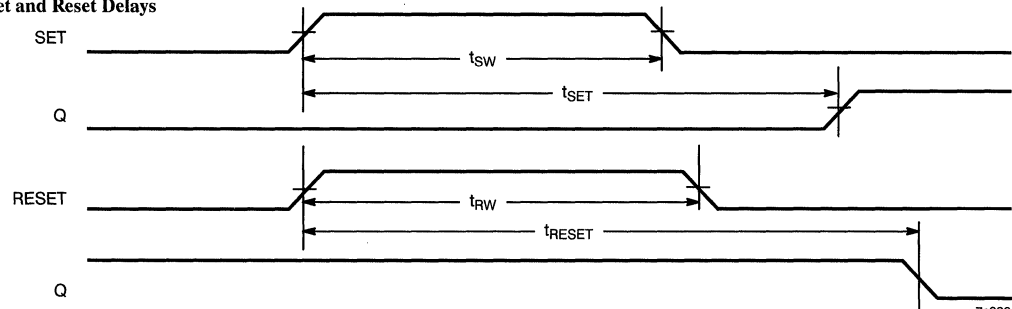 et and Reset Delays
SET
tSW
tSET
Q
RESET
tRW
tRESET
Q